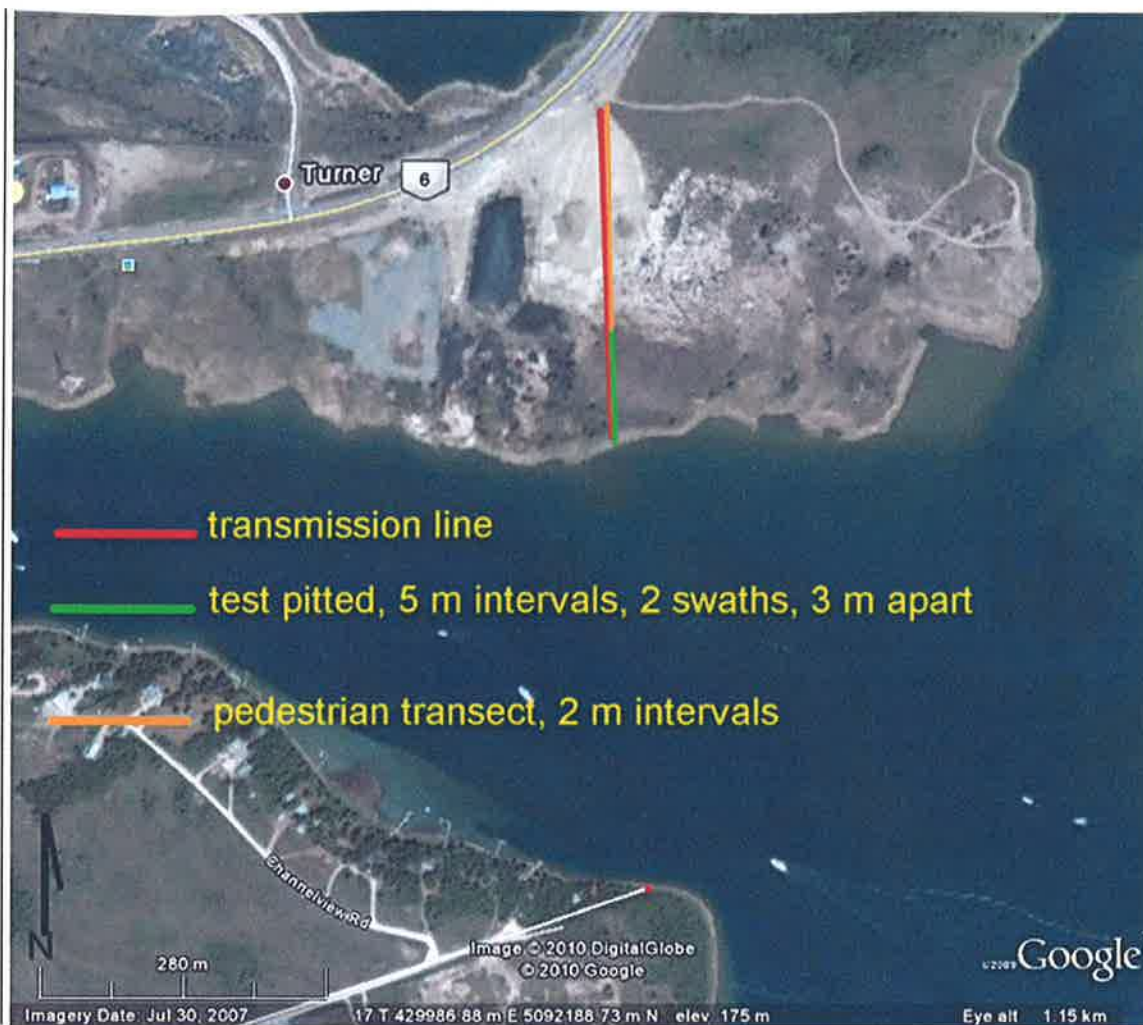 Turner
6
transmission line
test pitted, 5 m intervals, 2 swaths, 3 m apart
pedestrian transect, 2 m intervals
Channelview Rd
N
280 m
Image © 2010 DigitalGlobe
© 2010 Google
©2009 Google
Imagery Date: Jul 30, 2007 17 T 429986.88 m E 5092188.73 m N elev 175 m Eye alt 1.15 km